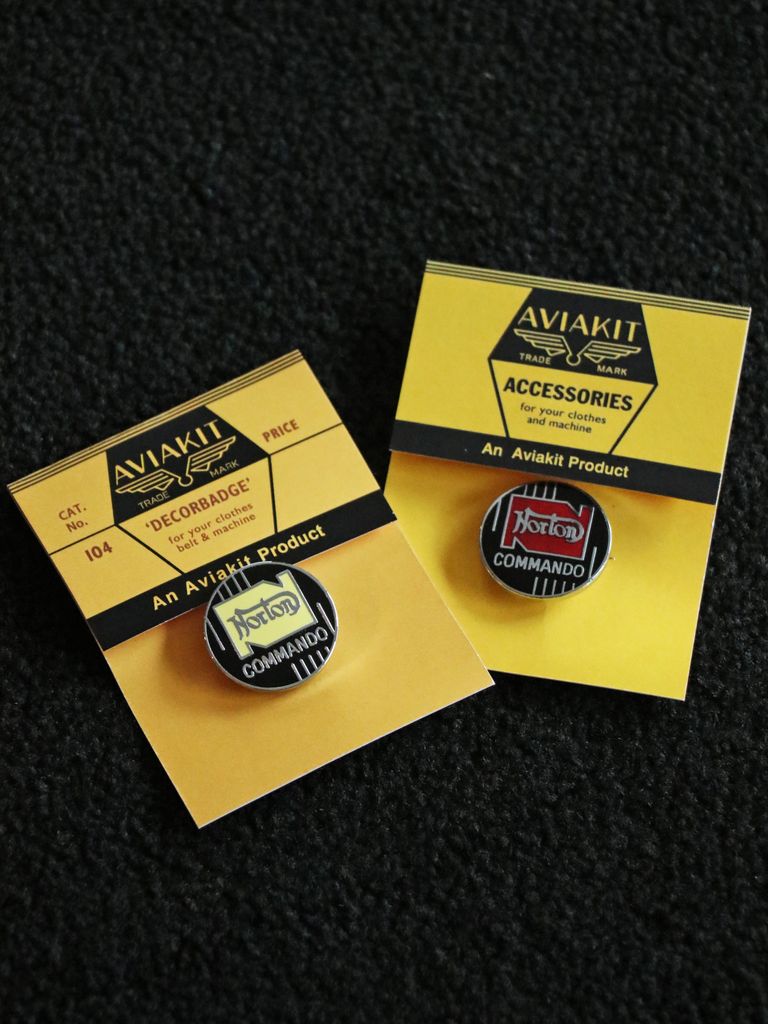 AVIAKIT
TRADE MARK
CAT. No.
PRICE
104
'DECORBADGE'
for your clothes
belt & machine
An Aviakit Product
Norton
COMMANDO
AVIAKIT
TRADE MARK
ACCESSORIES
for your clothes
and machine
An Aviakit Product
Norton
COMMANDO